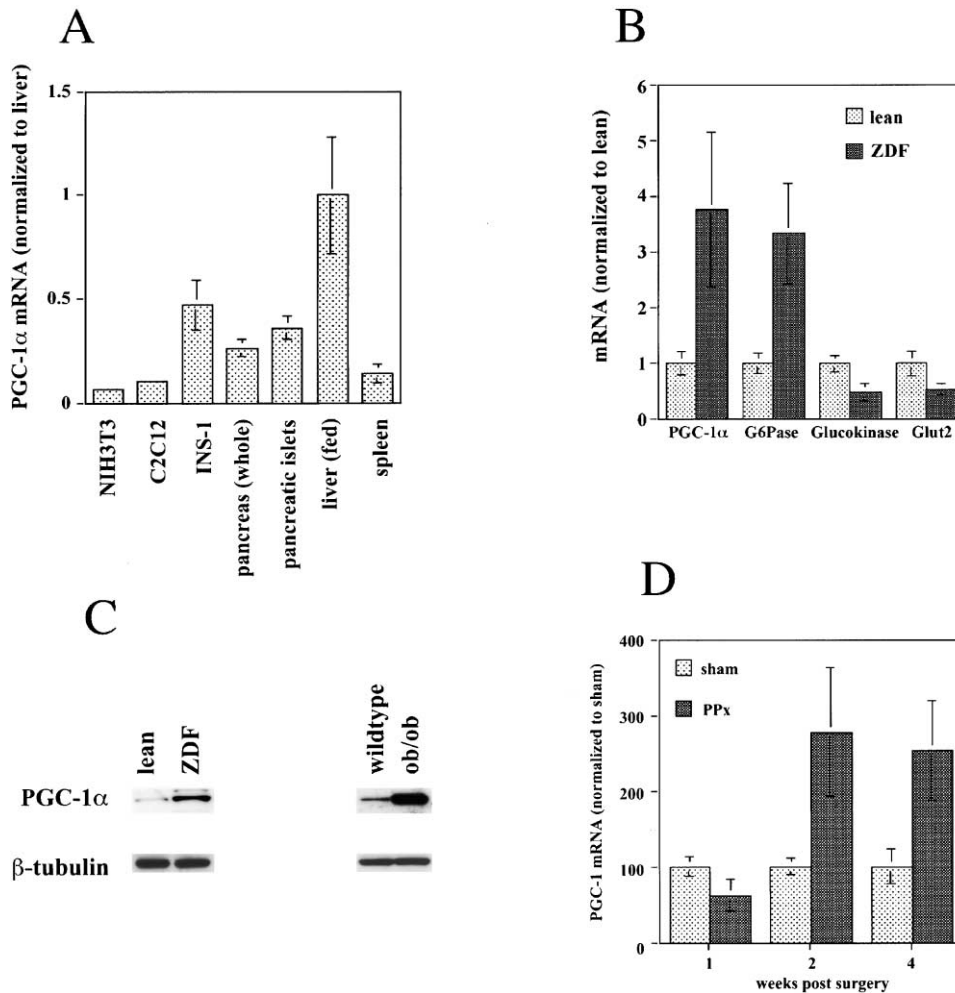 A
PGC-1α mRNA (normalized to liver)
1.5
1
0.5
0
NIH3T3
C2C12
INS-1
pancreas (whole)
pancreatic islets
liver (fed)
spleen
B
mRNA (normalized to lean)
6
5
4
3
2
1
0
lean
ZDF
PGC-1α G6Pase Glucokinase Glut2
C
lean ZDF wildtype ob/ob
PGC-1α
β-tubulin
D
PGC-1 mRNA (normalized to sham)
400
300
200
100
0
sham
PPx
1 2 4
weeks post surgery